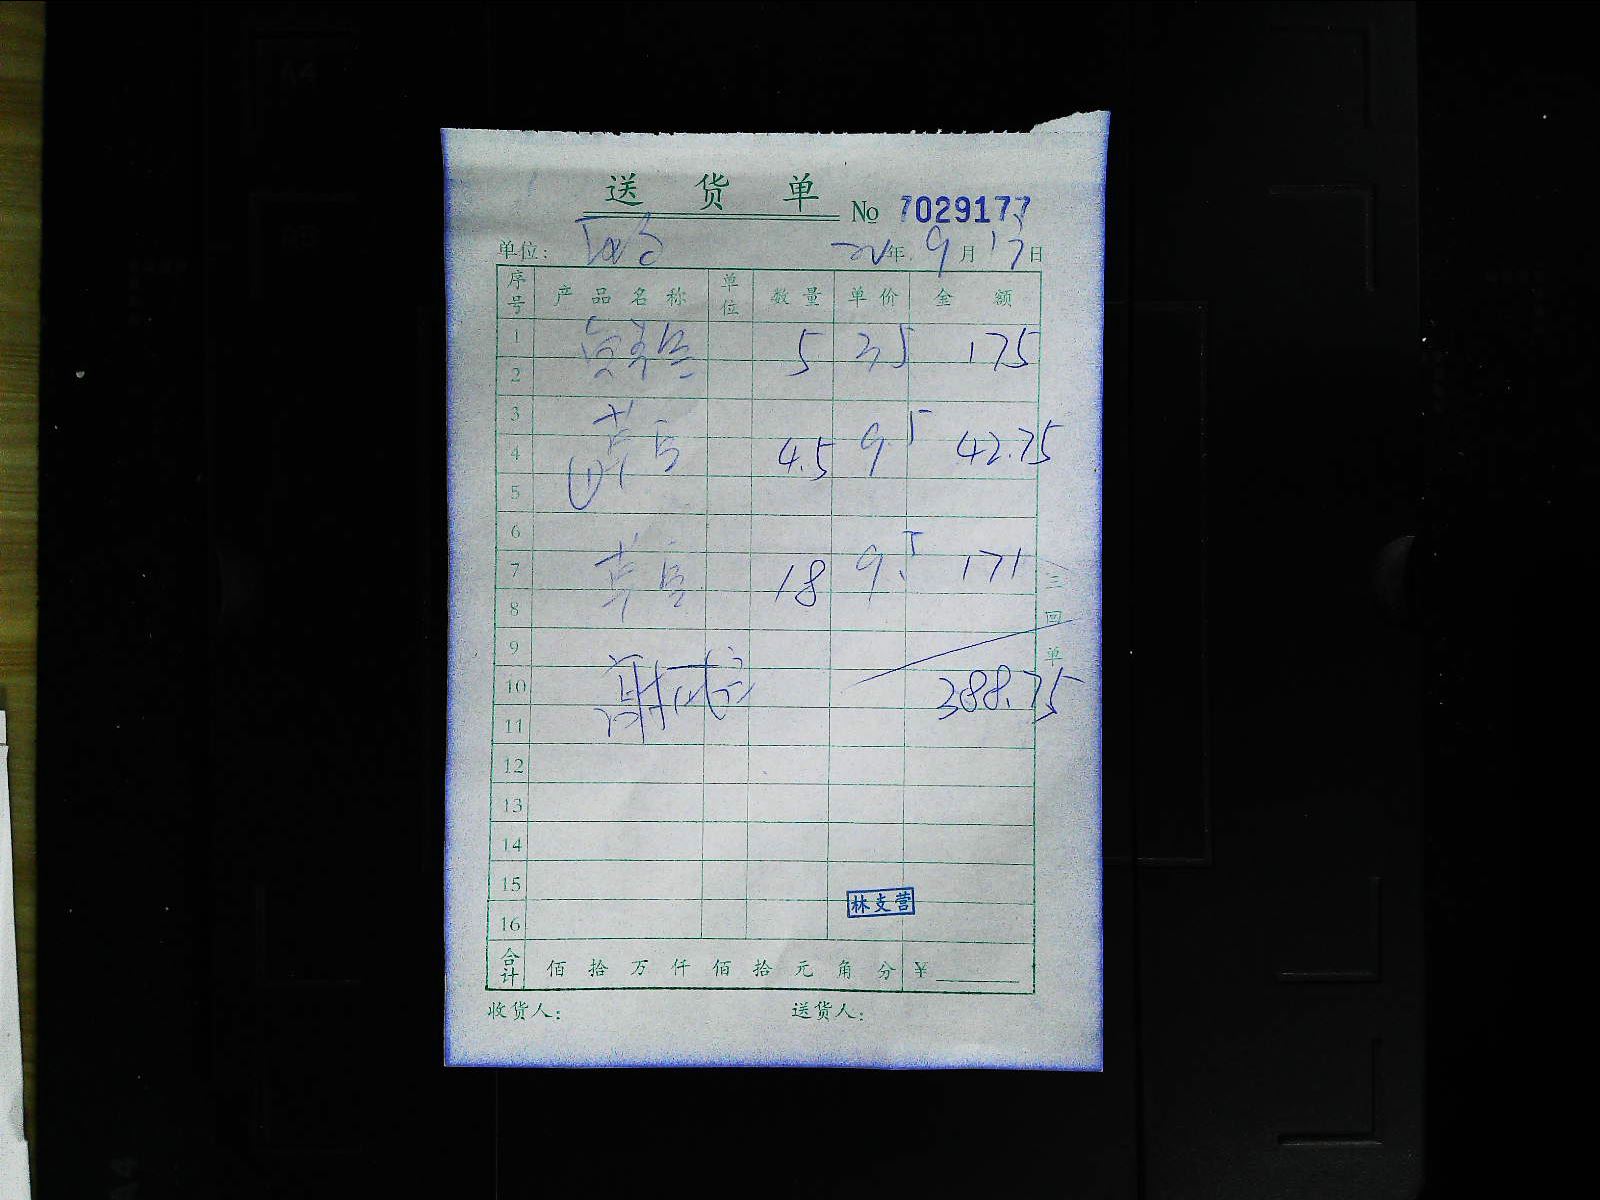 送货单 No 7029177
单位: 年 9月13日
序号 产品名称 单位 数量 单价 金额
1 5 35 175
2
3
4 4.5 9.5 42.75
5
6
7 18 9.5 171
8
9
10 388.75
11
12
13
14
15
林支营
16
合计 佰拾万仟佰拾元角分 ¥
收货人: 送货人:
三回单